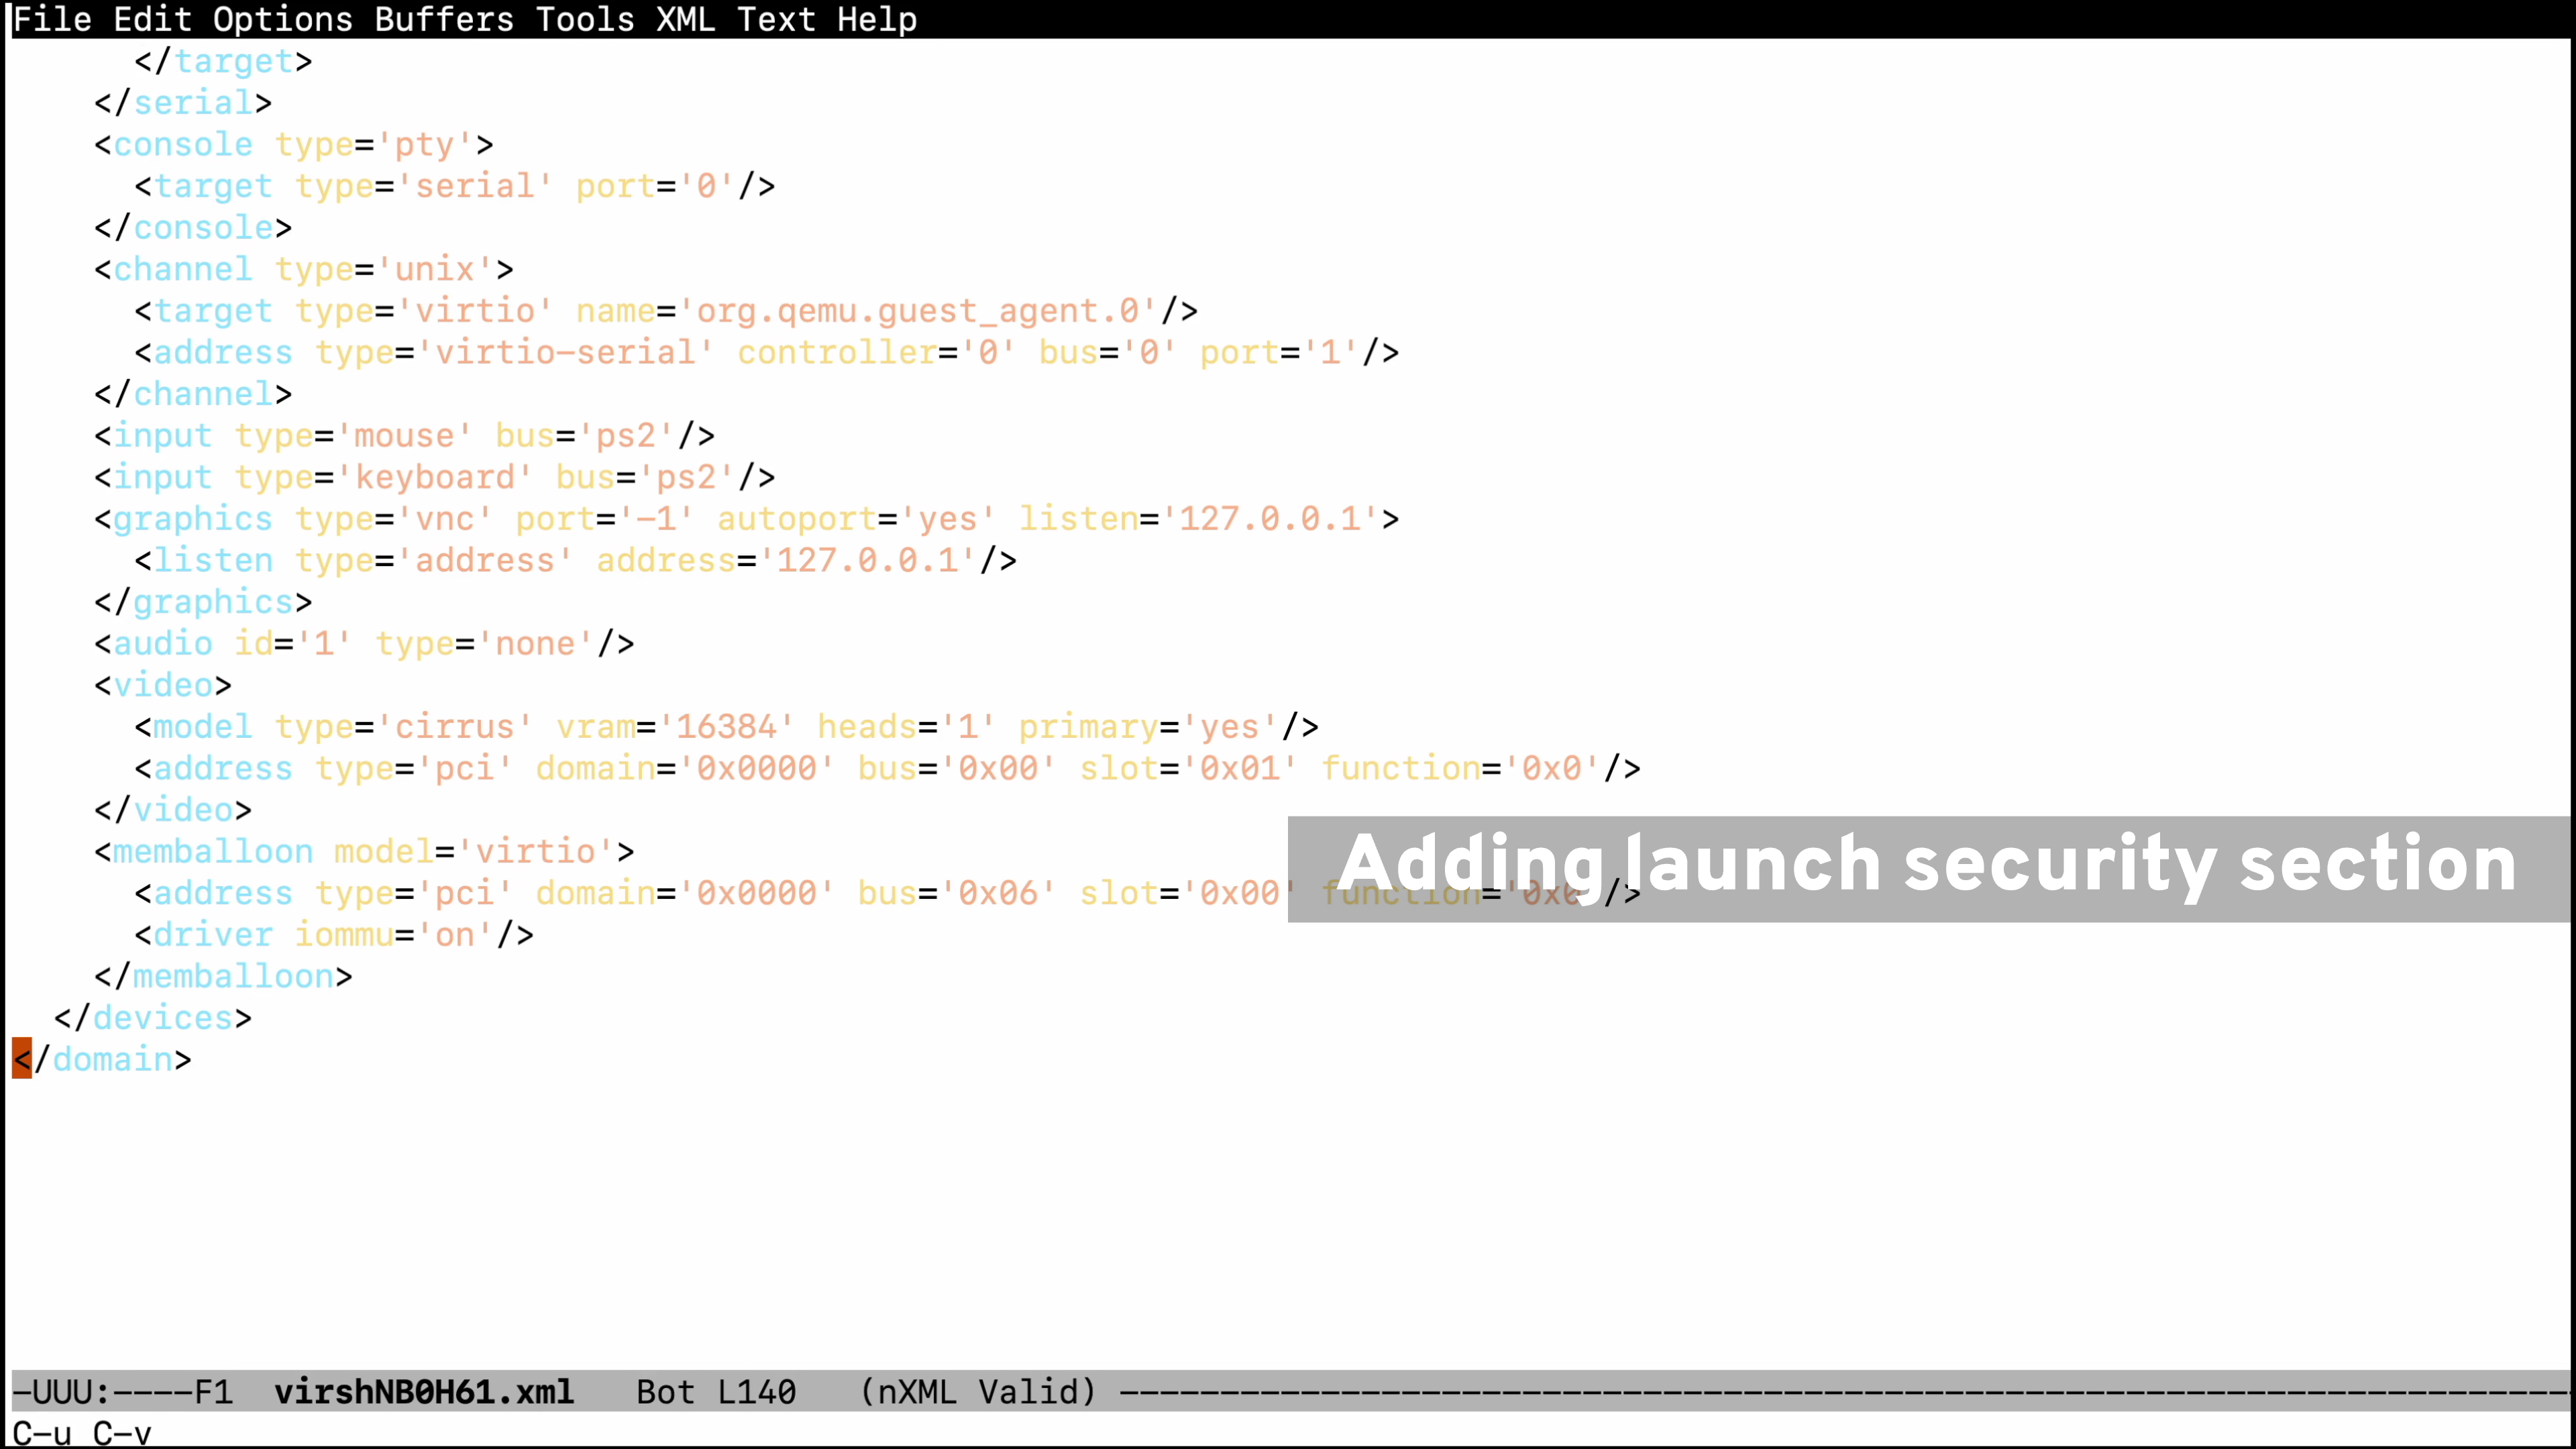 File Edit Options Buffers Tools XML Text Help
      </target>
    </serial>
    <console type='pty'>
      <target type='serial' port='0'/>
    </console>
    <channel type='unix'>
      <target type='virtio' name='org.qemu.guest_agent.0'/>
      <address type='virtio-serial' controller='0' bus='0' port='1'/>
    </channel>
    <input type='mouse' bus='ps2'/>
    <input type='keyboard' bus='ps2'/>
    <graphics type='vnc' port='-1' autoport='yes' listen='127.0.0.1'>
      <listen type='address' address='127.0.0.1'/>
    </graphics>
    <audio id='1' type='none'/>
    <video>
      <model type='cirrus' vram='16384' heads='1' primary='yes'/>
      <address type='pci' domain='0x0000' bus='0x00' slot='0x01' function='0x0'/>
    </video>
    <memballoon model='virtio'>
Adding launch security section
      <address type='pci' domain='0x0000' bus='0x06' slot='0x00' function='0x0'/>
      <driver iommu='on'/>
    </memballoon>
  </devices>
</domain>
-UUU:----F1  virshNB0H61.xml   Bot L140   (nXML Valid) ------------------------------------------------------------------------
C-u C-v